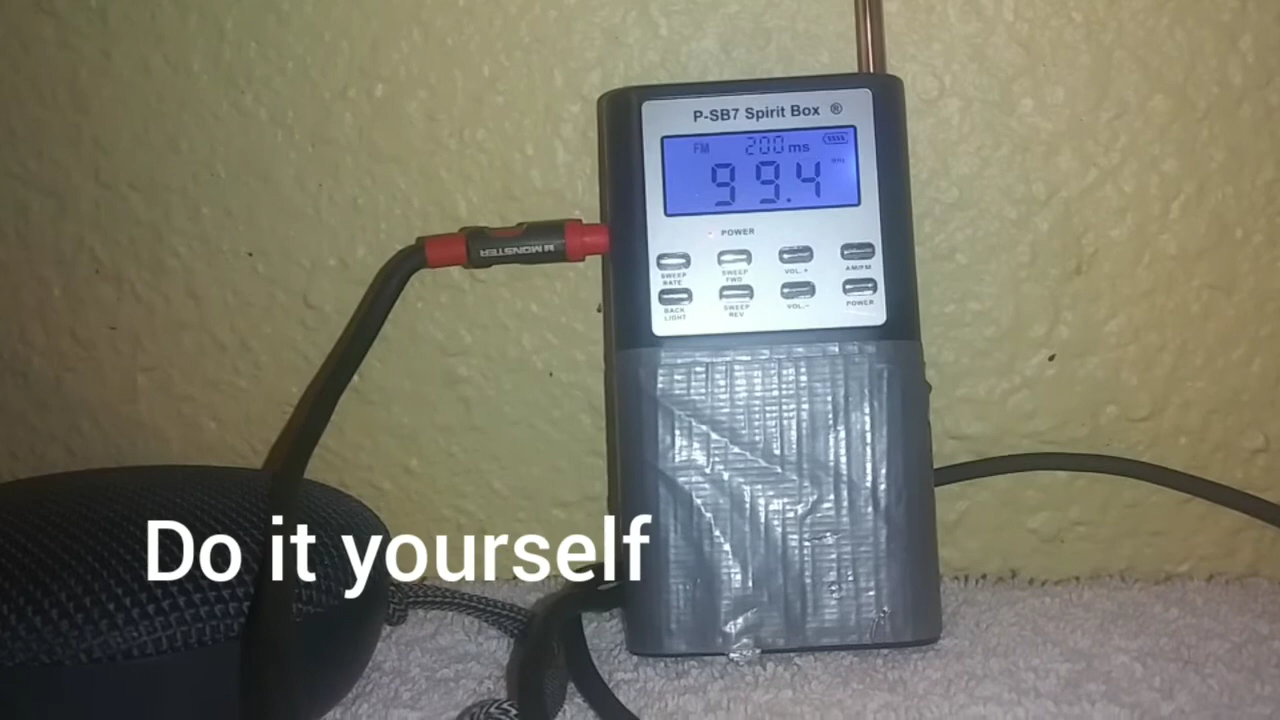 P-SB7 Spirit Box ®
FM 200 ms
99.4 MHz
POWER
MONSTER
SWEEP RATE
SWEEP FWD
VOL. +
AM/FM
BACK LIGHT
SWEEP REV
VOL. -
POWER
Do it yourself